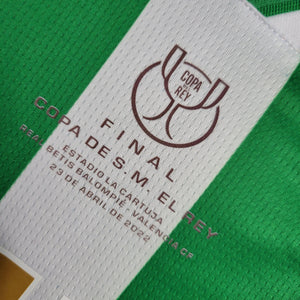 COPA
DEL
REY
FINAL
COPA DE S. M. EL REY
ESTADIO LA CARTUJA
REAL BETIS BALOMPIÉ - VALENCIA C.F.
23 DE ABRIL DE 2022